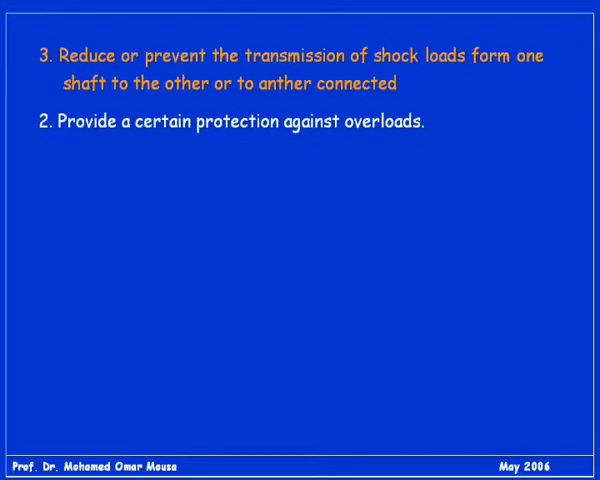 3. Reduce or prevent the transmission of shock loads form one
shaft to the other or to anther connected
2. Provide a certain protection against overloads.
Prof. Dr. Mohamed Omar Mousa
May 2006